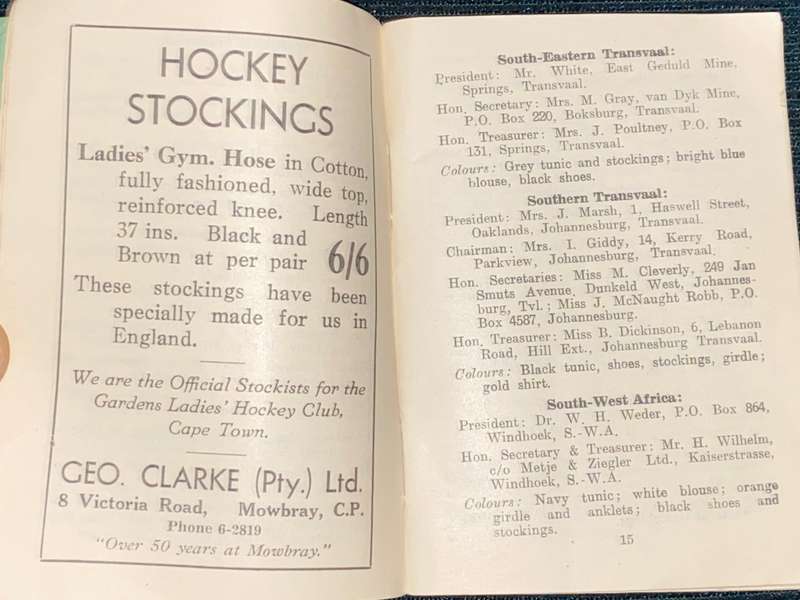 HOCKEY
STOCKINGS
Ladies' Gym. Hose in Cotton,
fully fashioned, wide top,
reinforced knee. Length
37 ins. Black and
Brown at per pair 6/6
These stockings have been
specially made for us in
England.
We are the Official Stockists for the
Gardens Ladies' Hockey Club,
Cape Town.
GEO. CLARKE (Pty.) Ltd.
8 Victoria Road, Mowbray, C.P.
Phone 6-2819
"Over 50 years at Mowbray."
South-Eastern Transvaal:
President: Mr. White, East Geduld Mine,
Springs, Transvaal.
Hon. Secretary: Mrs. M. Gray, van Dyk Mine,
P.O. Box 220, Boksburg, Transvaal.
Hon. Treasurer: Mrs. J. Poultney, P.O. Box
131, Springs, Transvaal.
Colours: Grey tunic and stockings; bright blue
blouse, black shoes.
Southern Transvaal:
President: Mrs. J. Marsh, 1, Haswell Street,
Oaklands, Johannesburg, Transvaal.
Chairman: Mrs. I. Giddy, 14, Kerry Road,
Parkview, Johannesburg, Transvaal.
Hon. Secretaries: Miss M. Cleverly, 249 Jan
Smuts Avenue, Dunkeld West, Johannes-
burg, Tvl.; Miss J. McNaught Robb, P.O.
Box 4587, Johannesburg.
Hon. Treasurer: Miss B. Dickinson, 6, Lebanon
Road, Hill Ext., Johannesburg Transvaal.
Colours: Black tunic, shoes, stockings, girdle;
gold shirt.
South-West Africa:
President: Dr. W. H. Weder, P.O. Box 864,
Windhoek, S.-W.A.
Hon. Secretary & Treasurer: Mr. H. Wilhelm,
c/o Metje & Ziegler Ltd., Kaiserstrasse,
Windhoek, S.-W.A.
Colours: Navy tunic; white blouse; orange
girdle and anklets; black shoes and
stockings.
15